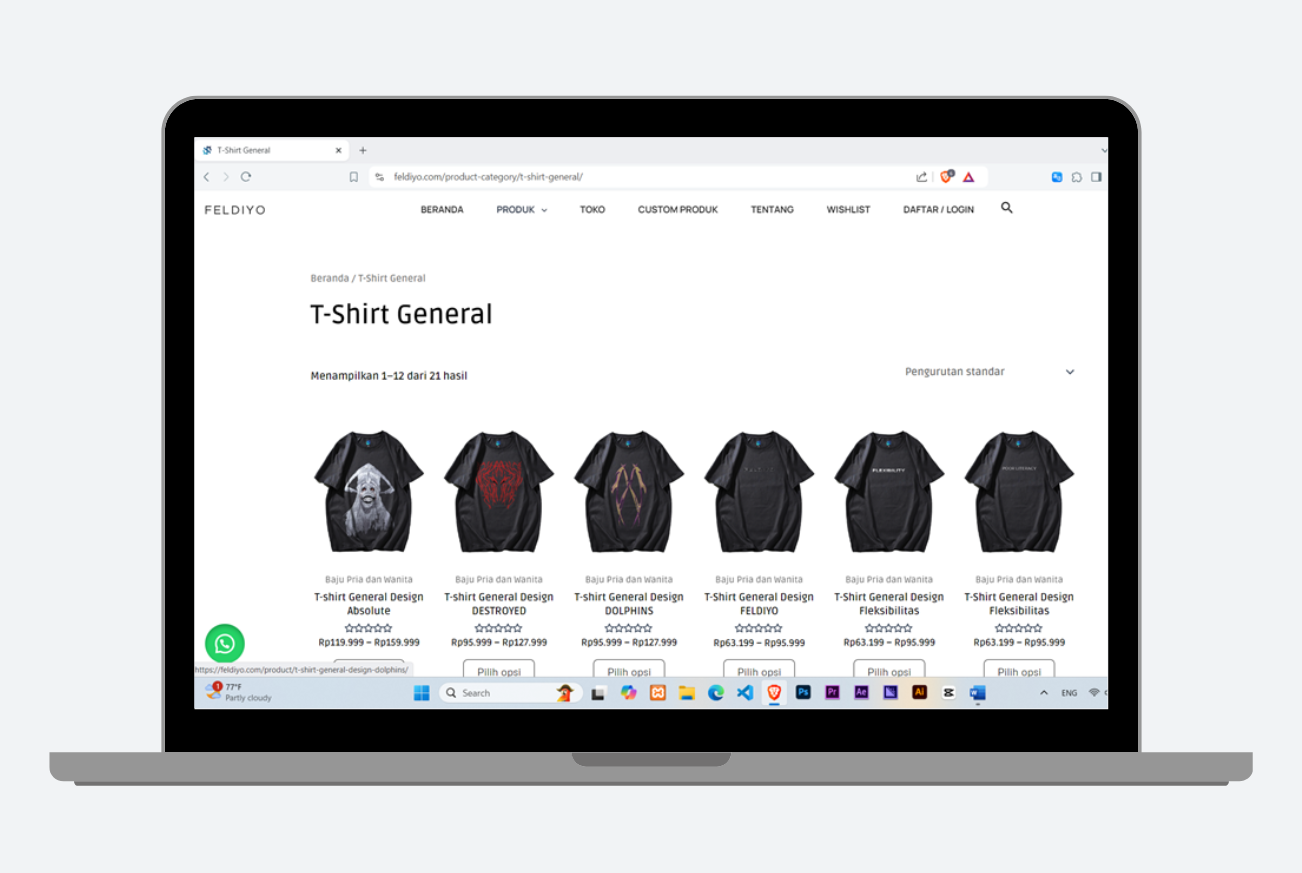 T-Shirt General
feldiyo.com/product-category/t-shirt-general/
FELDIYO
BERANDA PRODUK TOKO CUSTOM PRODUK TENTANG WISHLIST DAFTAR / LOGIN
Beranda / T-Shirt General
T-Shirt General
Menampilkan 1–12 dari 21 hasil
Pengurutan standar
FLEXIBILITY
Baju Pria dan Wanita
T-shirt General Design
Absolute
Rp119.999 – Rp159.999
Baju Pria dan Wanita
T-shirt General Design
DESTROYED
Rp95.999 – Rp127.999
Pilih opsi
Baju Pria dan Wanita
T-shirt General Design
DOLPHINS
Rp95.999 – Rp127.999
Pilih opsi
Baju Pria dan Wanita
T-Shirt General Design
FELDIYO
Rp63.199 – Rp95.999
Pilih opsi
Baju Pria dan Wanita
T-Shirt General Design
Fleksibilitas
Rp63.199 – Rp95.999
Pilih opsi
Baju Pria dan Wanita
T-Shirt General Design
Fleksibilitas
Rp63.199 – Rp95.999
Pilih opsi
https://feldiyo.com/product/t-shirt-general-design-dolphins/
1
77°F
Partly cloudy
Search
Ps
Pr
Ae
Ai
W
ENG